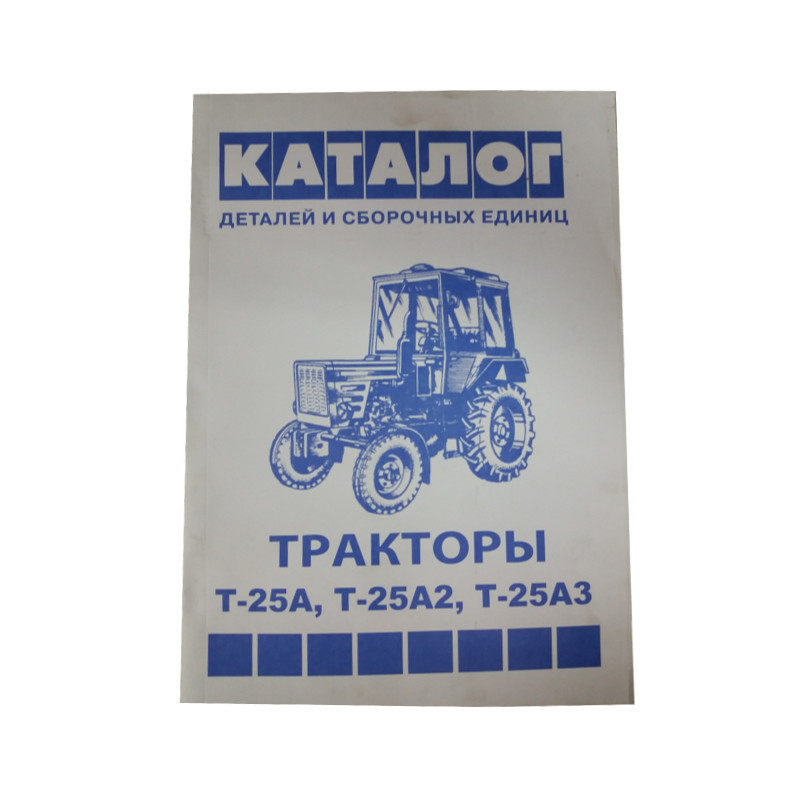 КАТАЛОГ
ДЕТАЛЕЙ И СБОРОЧНЫХ ЕДИНИЦ
ТРАКТОРЫ
Т-25А, Т-25А2, Т-25А3